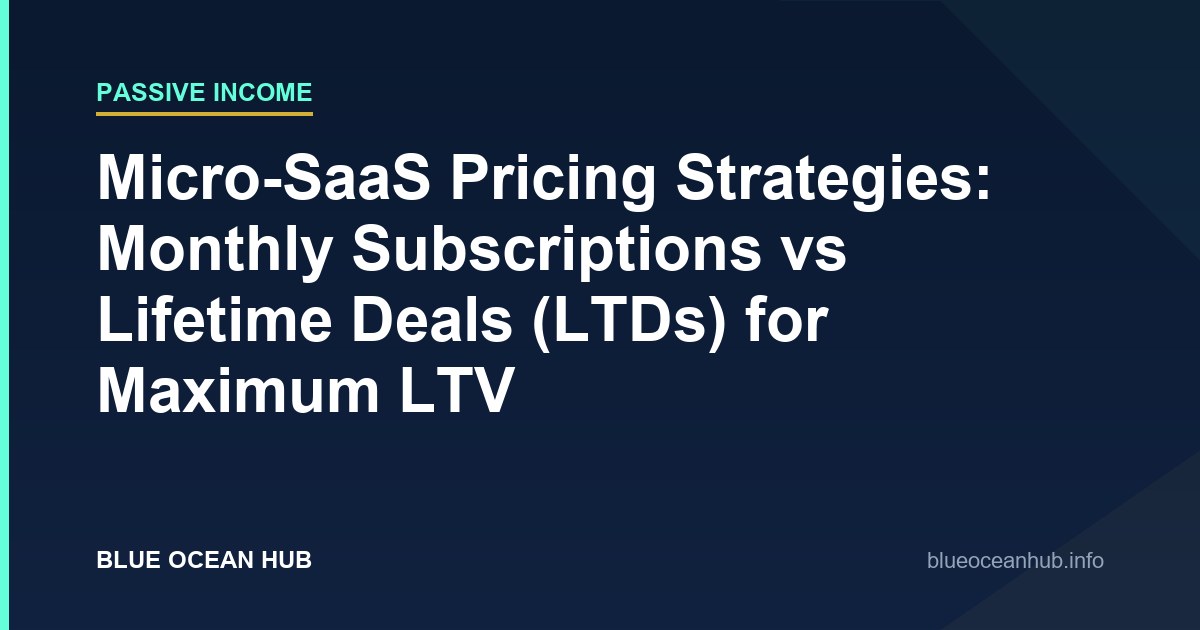 PASSIVE INCOME
Micro-SaaS Pricing Strategies:
Monthly Subscriptions vs
Lifetime Deals (LTDs) for
Maximum LTV
BLUE OCEAN HUB
blueoceanhub.info